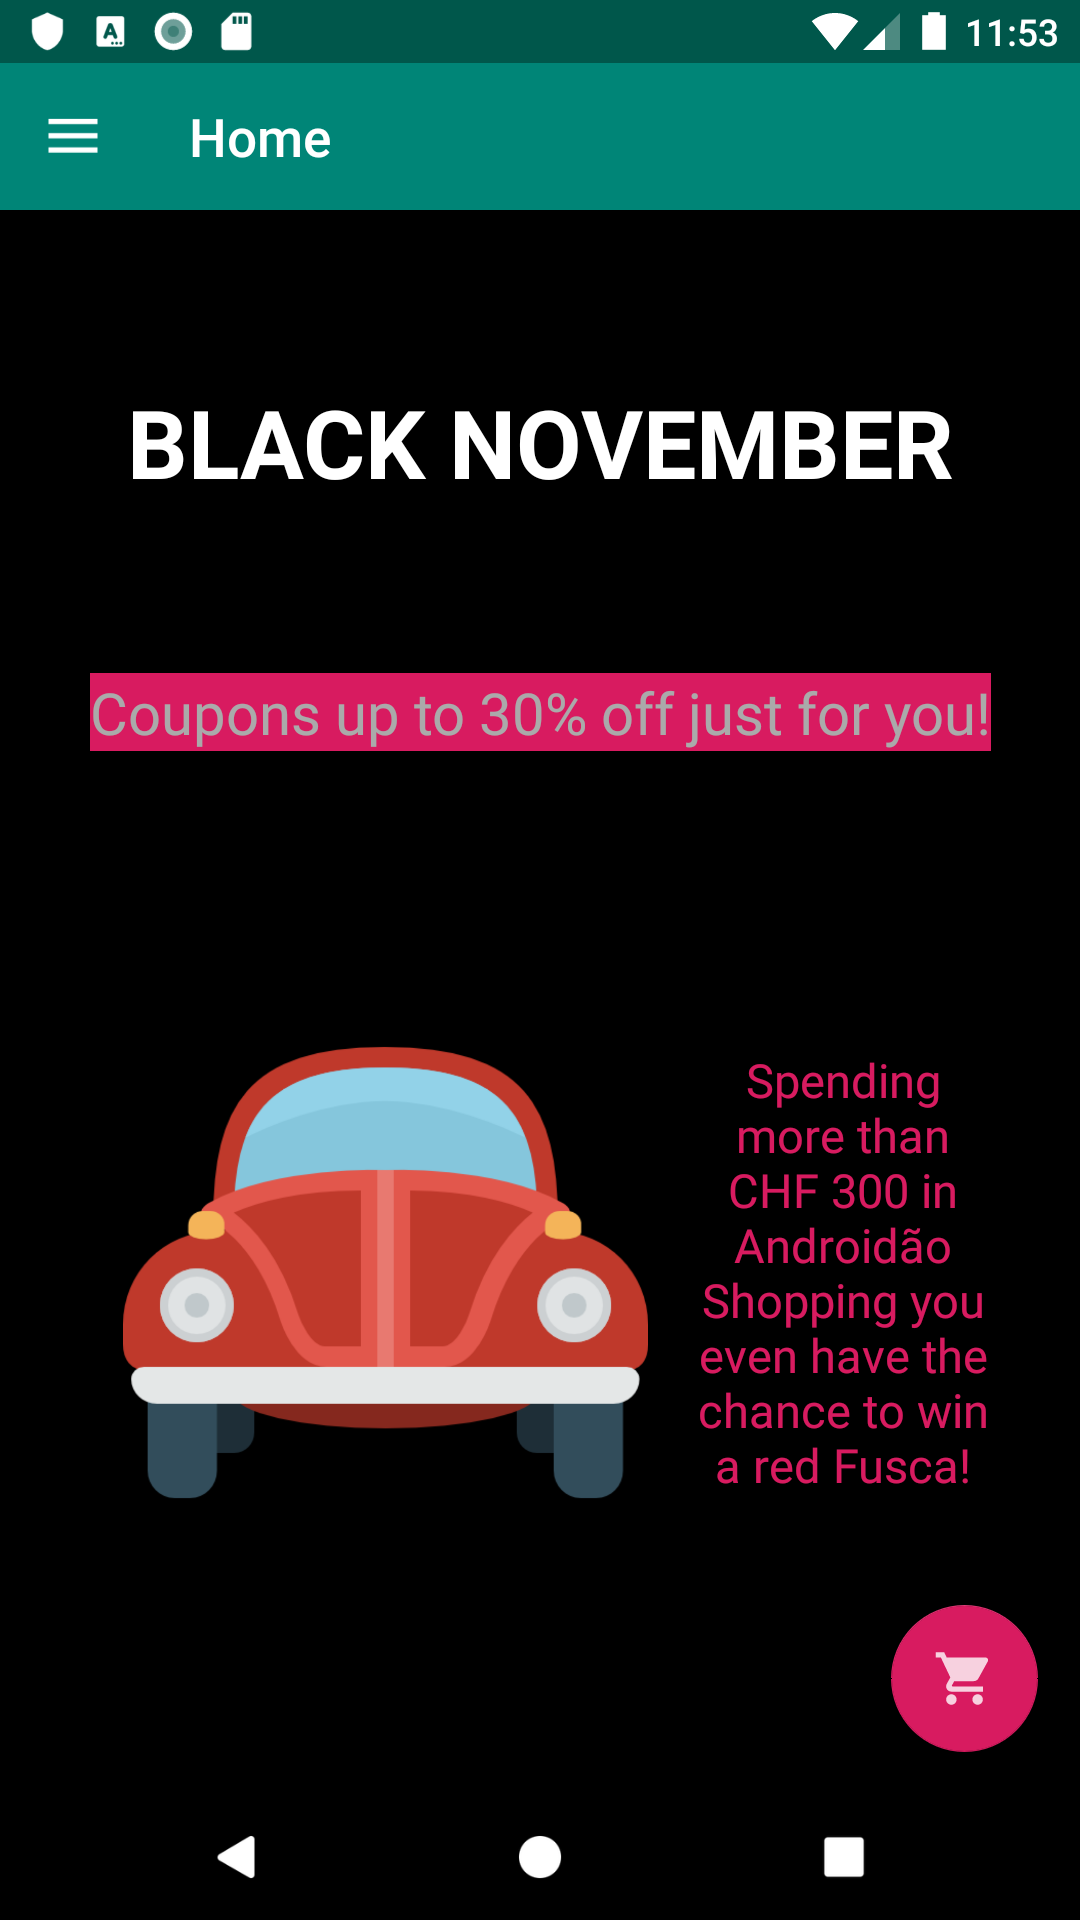 11:53
Home
BLACK NOVEMBER
Coupons up to 30% off just for you!
Spending
more than
CHF 300 in
Androidão
Shopping you
even have the
chance to win
a red Fusca!